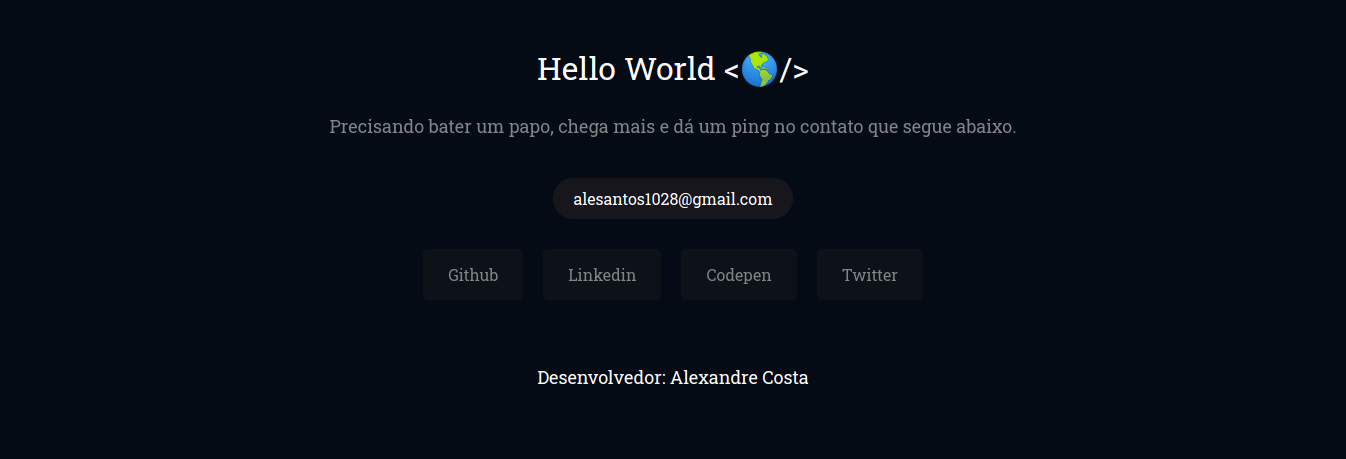 Hello World <🌎/>
Precisando bater um papo, chega mais e dá um ping no contato que segue abaixo.
alesantos1028@gmail.com
Github Linkedin Codepen Twitter
Desenvolvedor: Alexandre Costa